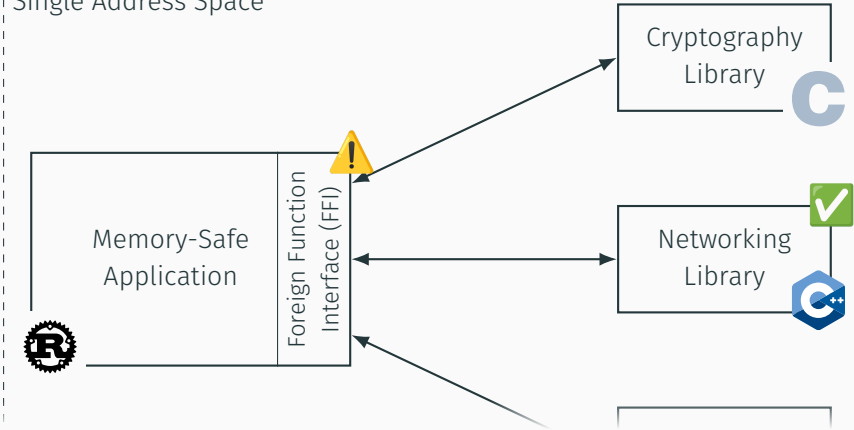 Single Address Space
Cryptography
Library
C
Memory-Safe
Application
Foreign Function
Interface (FFI)
Networking
Library
C++
R